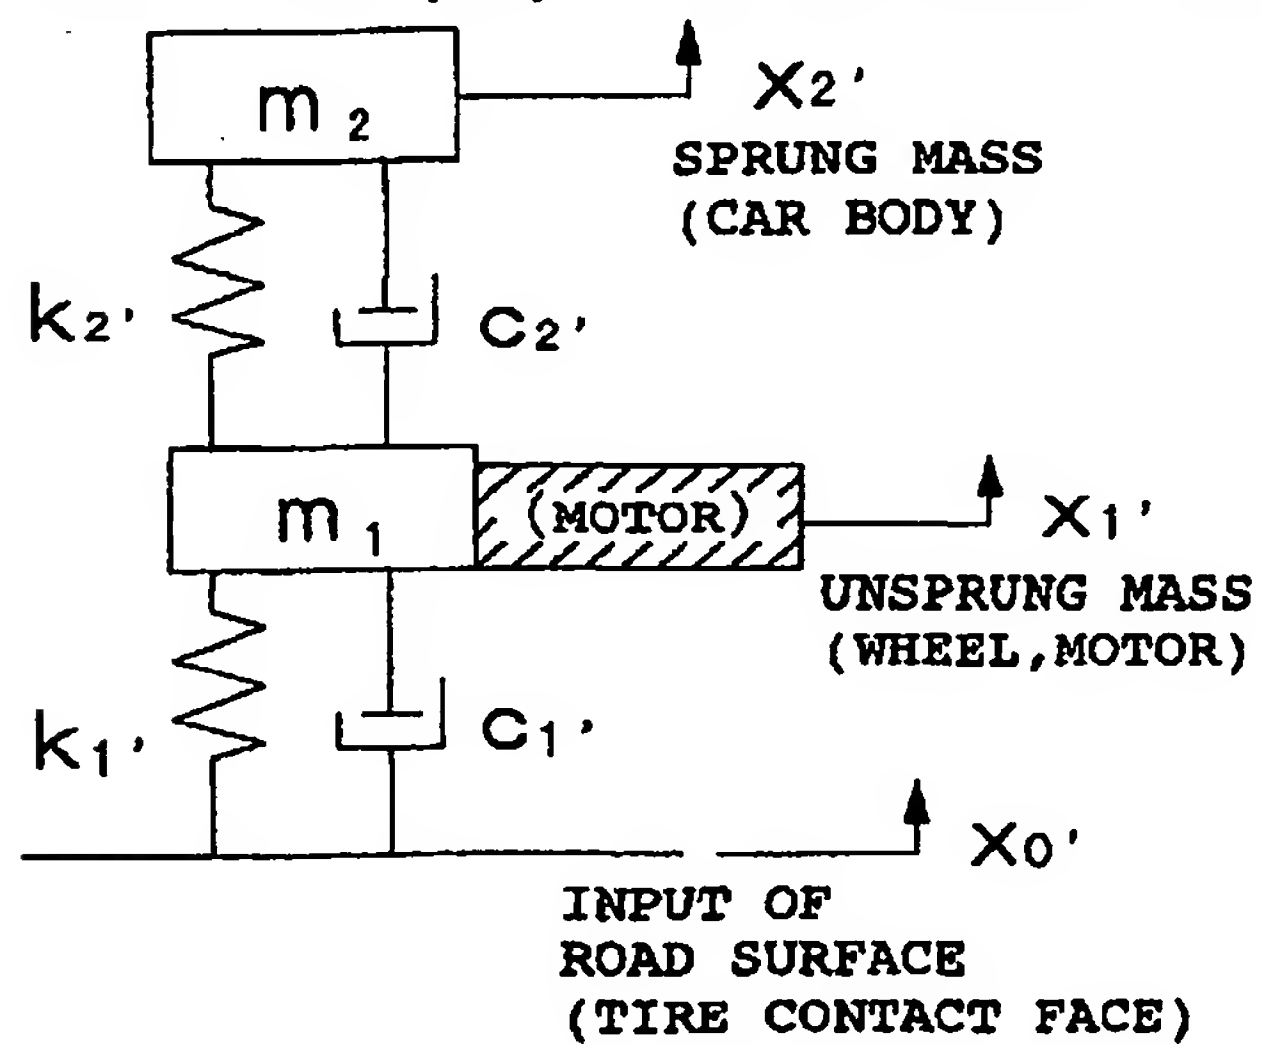 m2
X2'
SPRUNG MASS
(CAR BODY)
k2'
C2'
m1
(MOTOR)
X1'
UNSPRUNG MASS
(WHEEL,MOTOR)
k1'
C1'
X0'
INPUT OF
ROAD SURFACE
(TIRE CONTACT FACE)